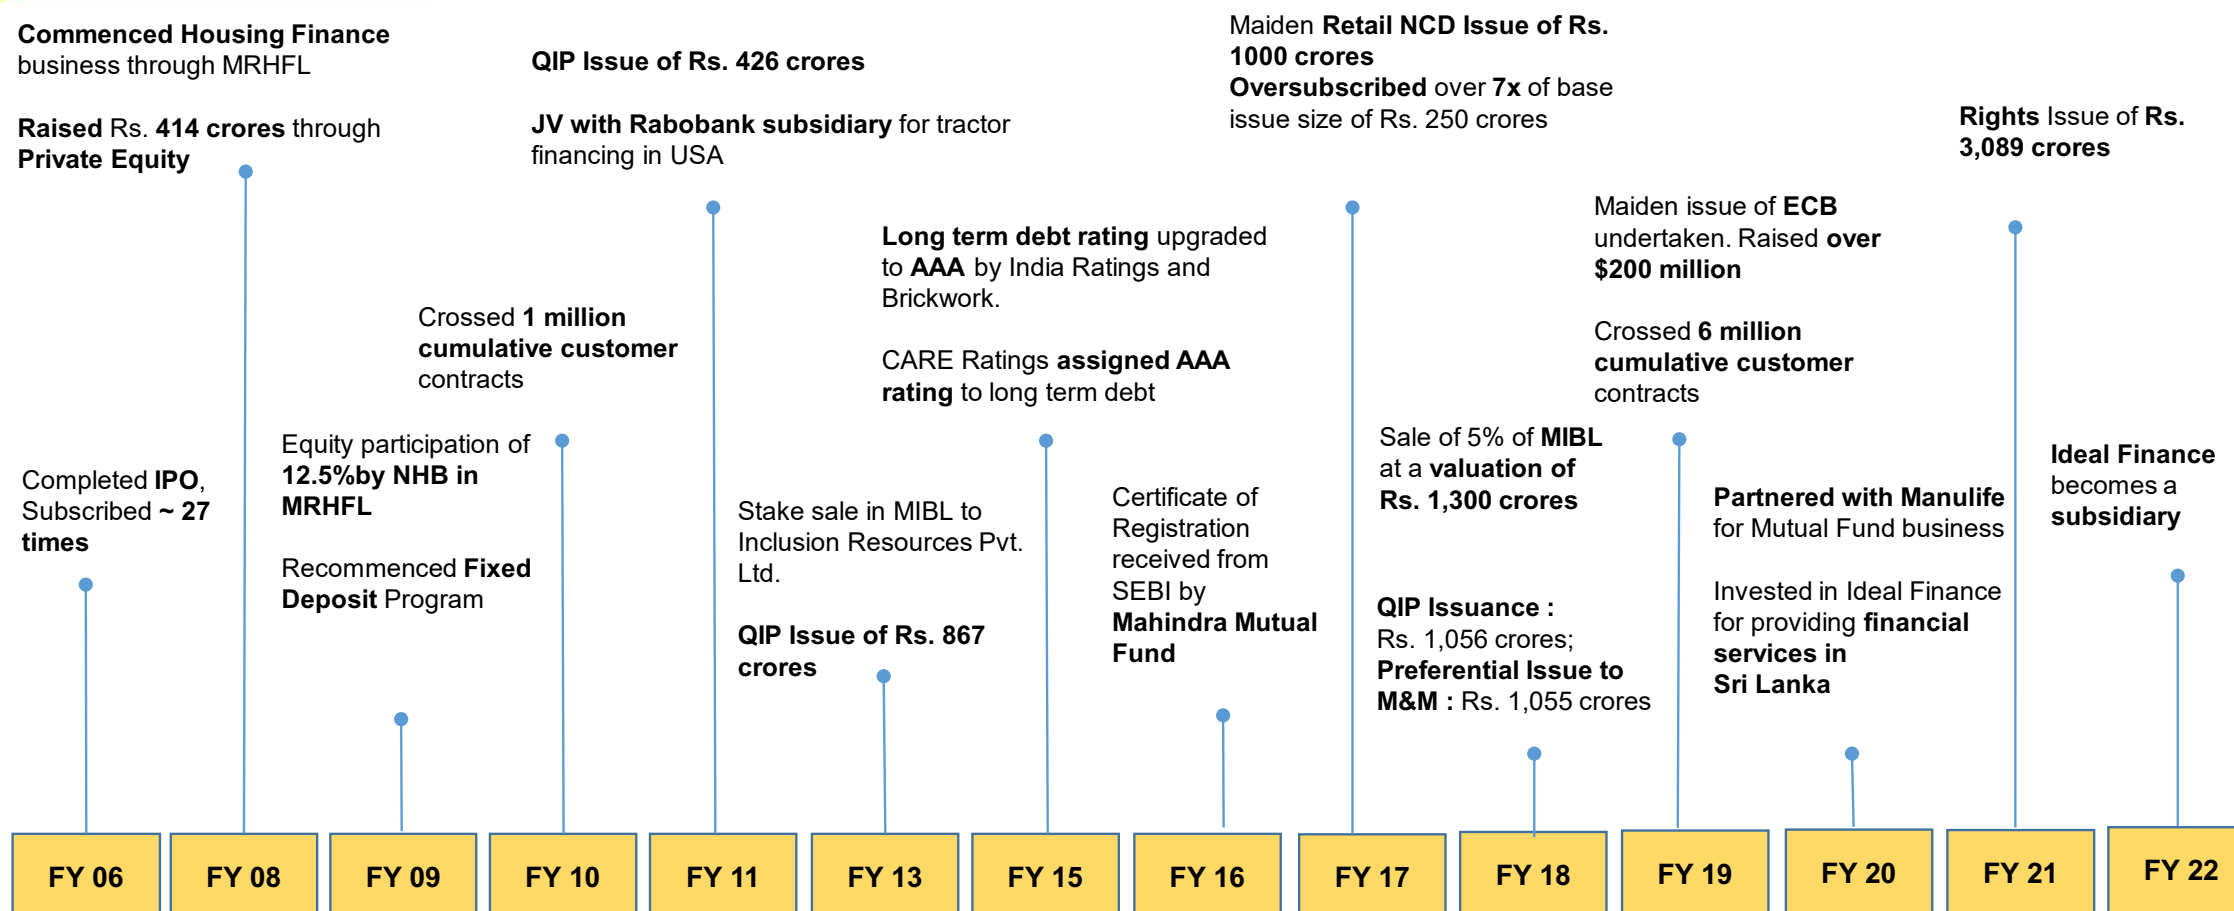 Commenced Housing Finance
business through MRHFL
Raised Rs. 414 crores through
Private Equity
QIP Issue of Rs. 426 crores
JV with Rabobank subsidiary for tractor
financing in USA
Maiden Retail NCD Issue of Rs.
1000 crores
Oversubscribed over 7x of base
issue size of Rs. 250 crores
Rights Issue of Rs.
3,089 crores
Long term debt rating upgraded
to AAA by India Ratings and
Brickwork.
CARE Ratings assigned AAA
rating to long term debt
Maiden issue of ECB
undertaken. Raised over
$200 million
Crossed 6 million
cumulative customer
contracts
Crossed 1 million
cumulative customer
contracts
Completed IPO,
Subscribed ~ 27
times
Equity participation of
12.5%by NHB in
MRHFL
Recommenced Fixed
Deposit Program
Stake sale in MIBL to
Inclusion Resources Pvt.
Ltd.
QIP Issue of Rs. 867
crores
Certificate of
Registration
received from
SEBI by
Mahindra Mutual
Fund
Sale of 5% of MIBL
at a valuation of
Rs. 1,300 crores
QIP Issuance :
Rs. 1,056 crores;
Preferential Issue to
M&M : Rs. 1,055 crores
Partnered with Manulife
for Mutual Fund business
Invested in Ideal Finance
for providing financial
services in
Sri Lanka
Ideal Finance
becomes a
subsidiary
FY 06
FY 08
FY 09
FY 10
FY 11
FY 13
FY 15
FY 16
FY 17
FY 18
FY 19
FY 20
FY 21
FY 22